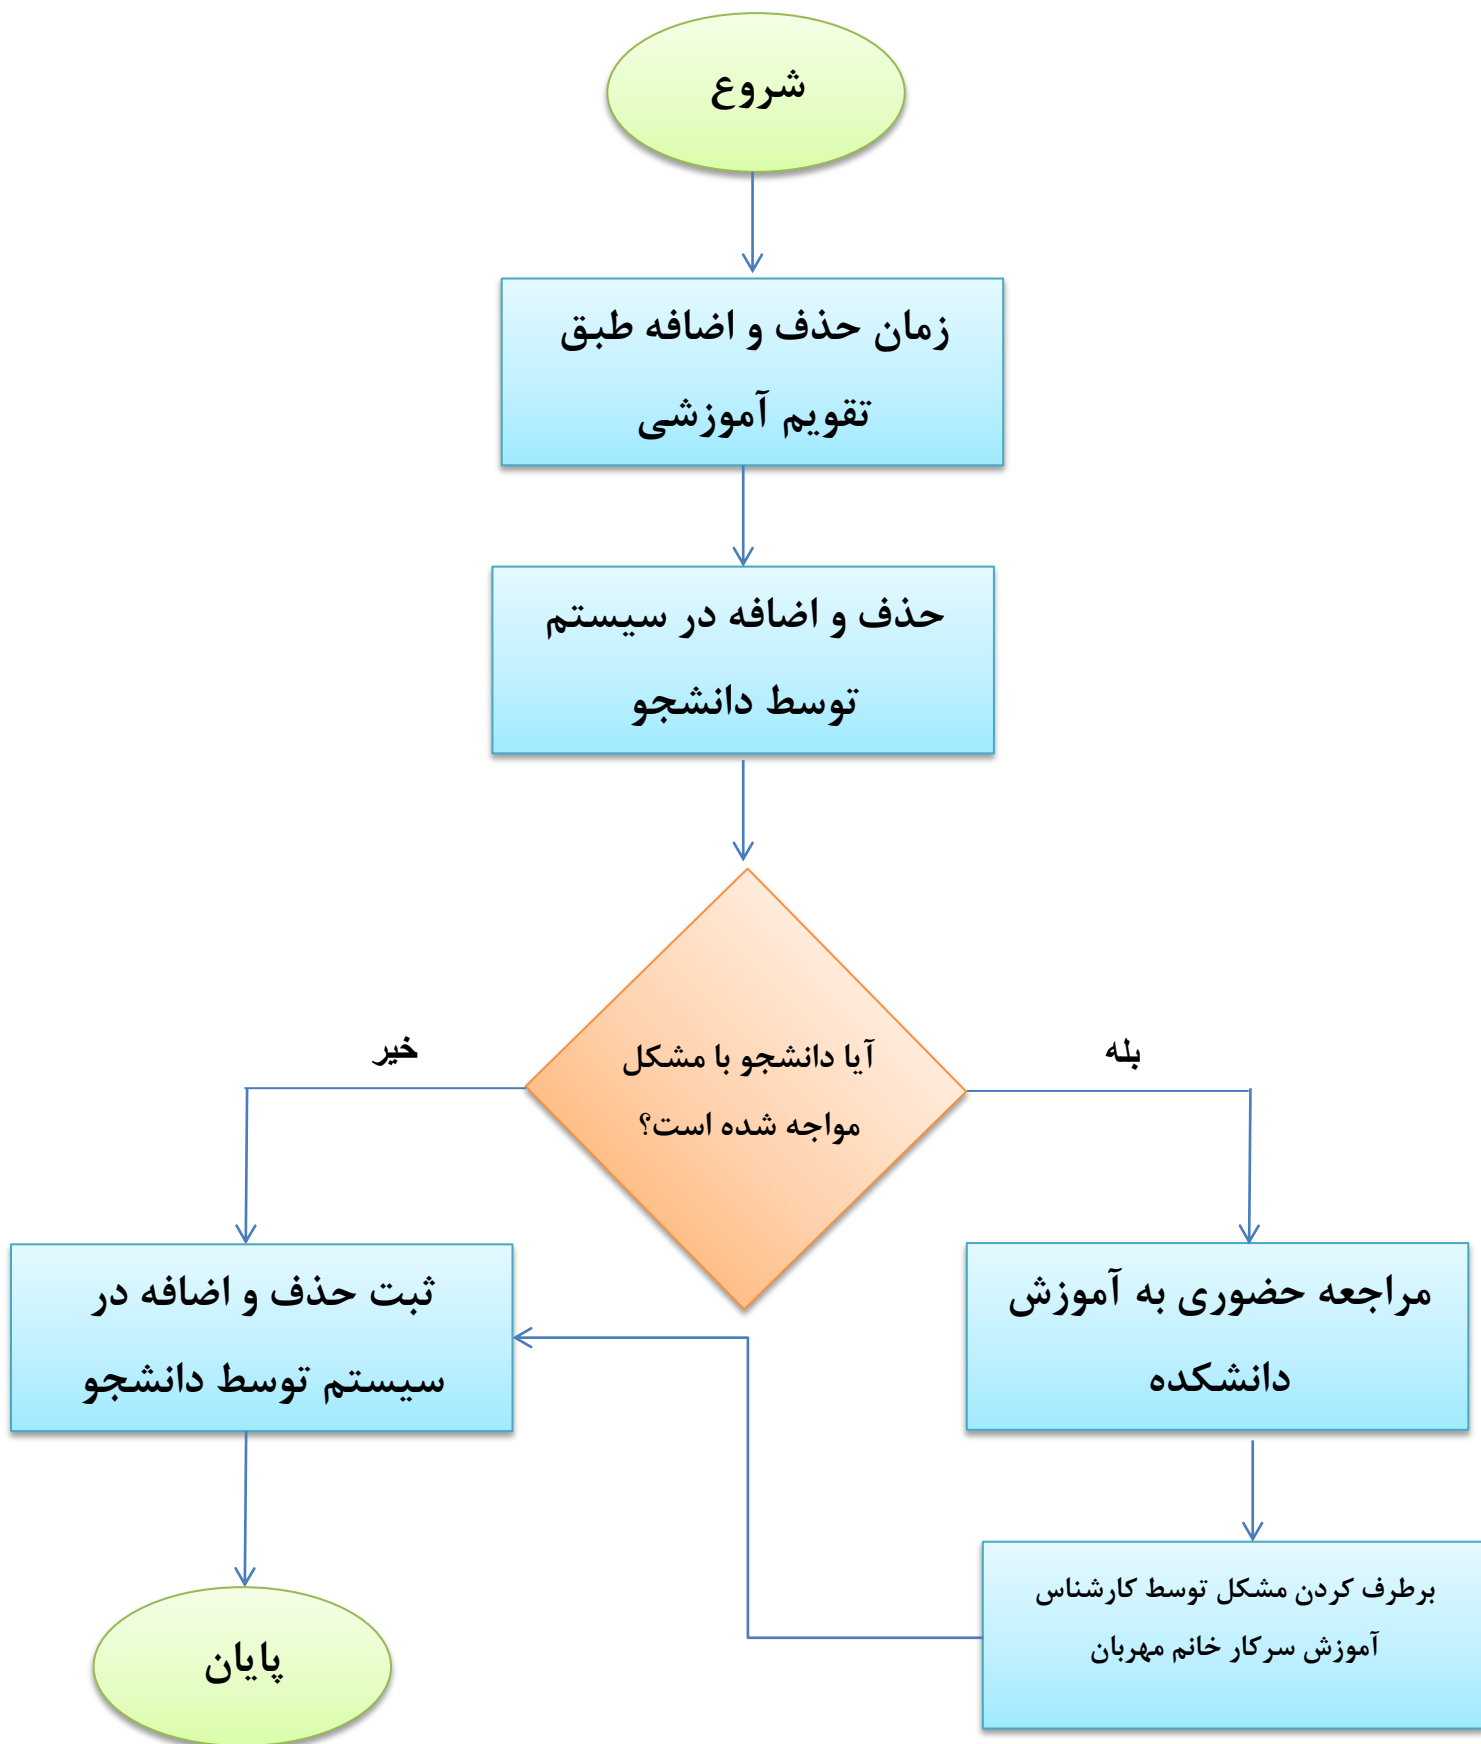 شروع
زمان حذف و اضافه طبق
تقویم آموزشی
حذف و اضافه در سیستم
توسط دانشجو
آیا دانشجو با مشکل
مواجه شده است؟
بله
خیر
مراجعه حضوری به آموزش
دانشکده
ثبت حذف و اضافه در
سیستم توسط دانشجو
برطرف کردن مشکل توسط کارشناس
آموزش سرکار خانم مهربان
پایان